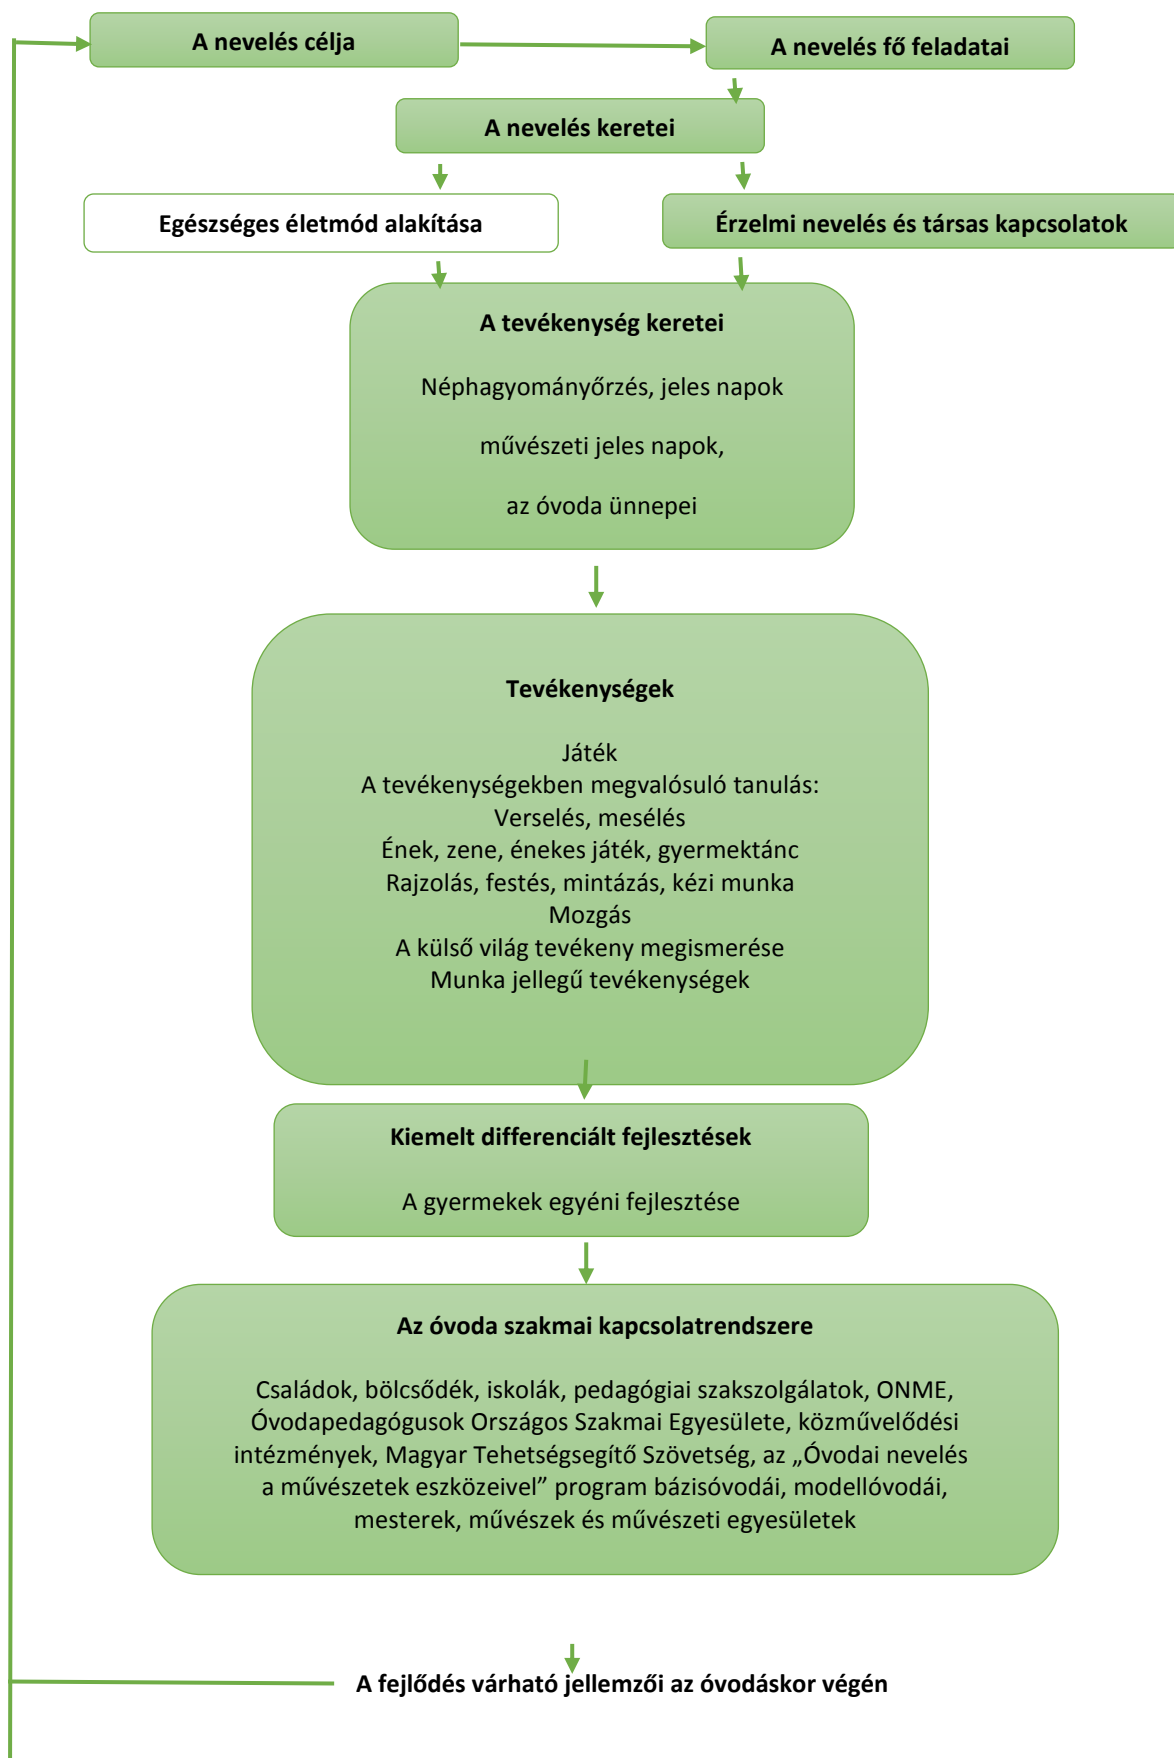 A nevelés célja
A nevelés fő feladatai
A nevelés keretei
Egészséges életmód alakítása
Érzelmi nevelés és társas kapcsolatok
A tevékenység keretei
Néphagyományőrzés, jeles napok
művészeti jeles napok,
az óvoda ünnepei
Tevékenységek
Játék
A tevékenységekben megvalósuló tanulás:
Verselés, mesélés
Ének, zene, énekes játék, gyermektánc
Rajzolás, festés, mintázás, kézi munka
Mozgás
A külső világ tevékeny megismerése
Munka jellegű tevékenységek
Kiemelt differenciált fejlesztések
A gyermekek egyéni fejlesztése
Az óvoda szakmai kapcsolatrendszere
Családok, bölcsődék, iskolák, pedagógiai szakszolgálatok, ONME,
Óvodapedagógusok Országos Szakmai Egyesülete, közművelődési
intézmények, Magyar Tehetségsegítő Szövetség, az „Óvodai nevelés
a művészetek eszközeivel” program bázisóvodái, modellóvodái,
mesterek, művészek és művészeti egyesületek
A fejlődés várható jellemzői az óvodáskor végén